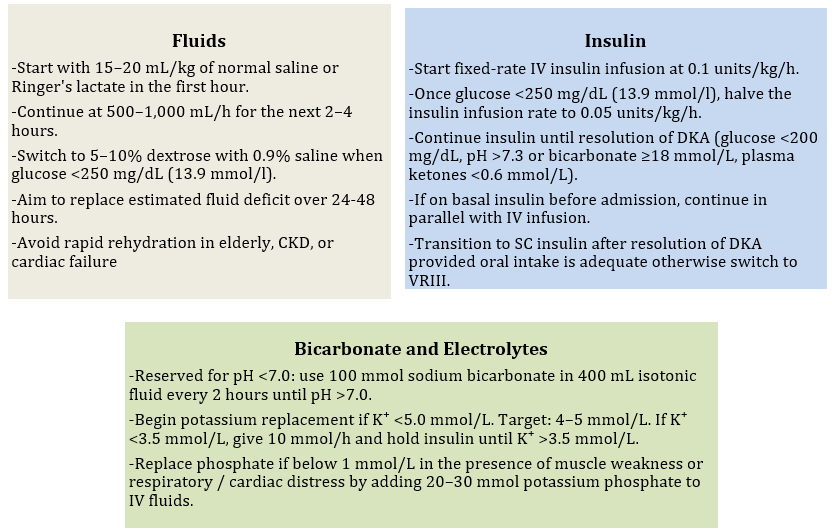 Fluids
-Start with 15–20 mL/kg of normal saline or
Ringer's lactate in the first hour.
-Continue at 500–1,000 mL/h for the next 2–4
hours.
-Switch to 5–10% dextrose with 0.9% saline when
glucose <250 mg/dL (13.9 mmol/l).
-Aim to replace estimated fluid deficit over 24-48
hours.
-Avoid rapid rehydration in elderly, CKD, or
cardiac failure
Insulin
-Start fixed-rate IV insulin infusion at 0.1 units/kg/h.
-Once glucose <250 mg/dL (13.9 mmol/l), halve the
insulin infusion rate to 0.05 units/kg/h.
-Continue insulin until resolution of DKA (glucose <200
mg/dL, pH >7.3 or bicarbonate ≥18 mmol/L, plasma
ketones <0.6 mmol/L).
-If on basal insulin before admission, continue in
parallel with IV infusion.
-Transition to SC insulin after resolution of DKA
provided oral intake is adequate otherwise switch to
VRIII.
Bicarbonate and Electrolytes
-Reserved for pH <7.0: use 100 mmol sodium bicarbonate in 400 mL isotonic
fluid every 2 hours until pH >7.0.
-Begin potassium replacement if K⁺ <5.0 mmol/L. Target: 4–5 mmol/L. If K⁺
<3.5 mmol/L, give 10 mmol/h and hold insulin until K⁺ >3.5 mmol/L.
-Replace phosphate if below 1 mmol/L in the presence of muscle weakness or
respiratory / cardiac distress by adding 20–30 mmol potassium phosphate to
IV fluids.